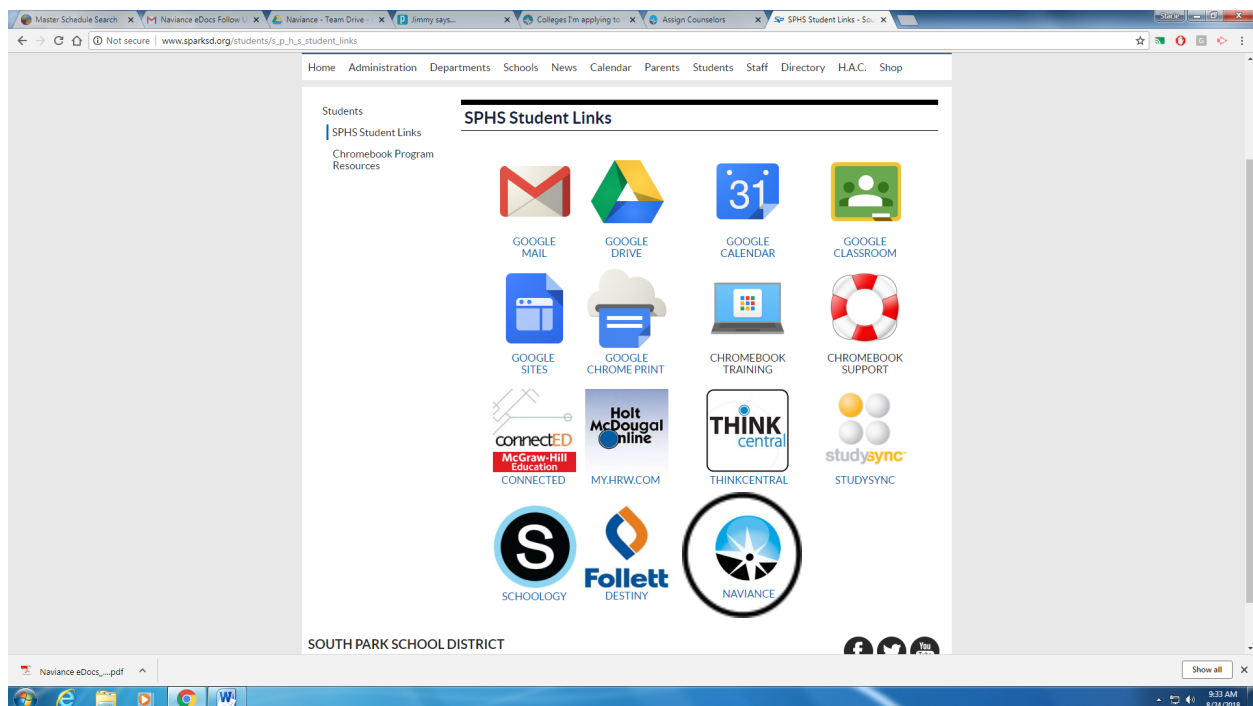 Master Schedule Search
Naviance eDocs Follow U
Naviance - Team Drive -
Jimmy says...
Colleges I'm applying to
Assign Counselors
SPHS Student Links - Sou
Not secure | www.sparksd.org/students/s_p_h_s_student_links
Home Administration Departments Schools News Calendar Parents Students Staff Directory H.A.C. Shop
Students
SPHS Student Links
Chromebook Program
Resources
SPHS Student Links
31
GOOGLE
MAIL
GOOGLE
DRIVE
GOOGLE
CALENDAR
GOOGLE
CLASSROOM
GOOGLE
SITES
GOOGLE
CHROME PRINT
CHROMEBOOK
TRAINING
CHROMEBOOK
SUPPORT
connectED
McGraw-Hill
Education
CONNECTED
Holt
McDougal
Online
MY.HRW.COM
THINK
central
THINKCENTRAL
studysync
STUDYSYNC
S
SCHOOLOGY
Follett
DESTINY
NAVIANCE
SOUTH PARK SCHOOL DISTRICT
You
Naviance eDocs_....pdf
Show all
9:33 AM
8/24/2018